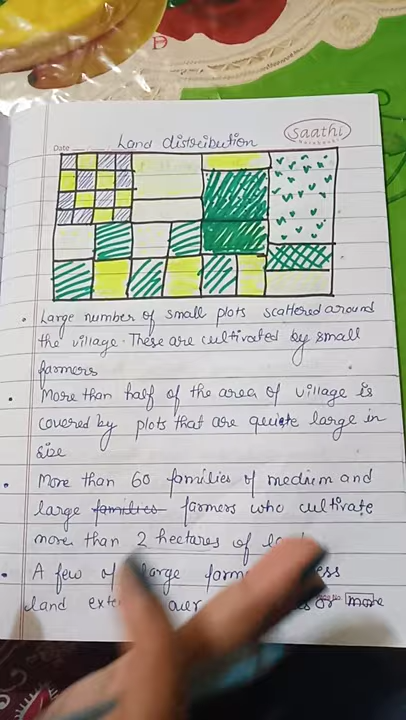 saathi
Notebooks
Date
Land distribution
• Large number of small plots scattered around
the village. These are cultivated by small
farmers
• More than half of the area of village is
covered by plots that are quiete large in
size
• More than 60 families of medium and
large families farmers who cultivate
more than 2 hectares of
• A few of large
land or more